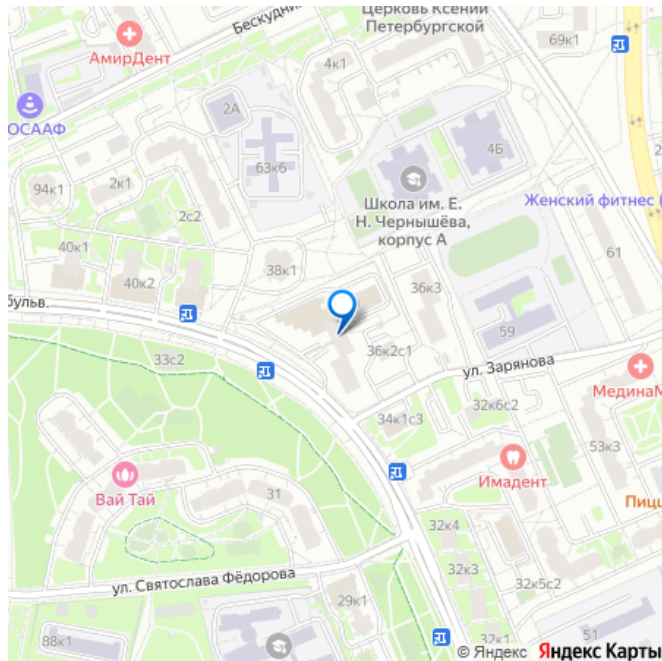 Церковь Ксении
Петербургской
Бескудни
69к1
АмирДент
4к1
ОСААФ
2А
4Б
63к6
94к1
2к1
Школа им. Е.
Н. Чернышёва,
корпус А
Женский фитнес (
2с2
40к1
61
38к1
40к2
36к3
бульв.
59
36к2с1
33с2
ул. Зарянова
МединаМ
32к6с2
34к1с3
53к3
Имадент
Вай Тай
31
Пицц
32к4
32к3
ул. Святослава Фёдорова
32к5с2
29к1
88к1
32к1
51
© Яндекс Яндекс Карты